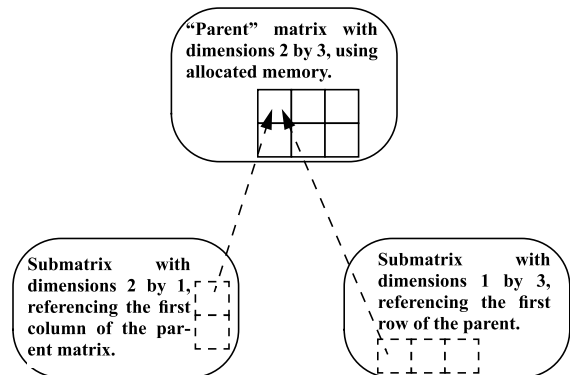 “Parent” matrix with
dimensions 2 by 3, using
allocated memory.
Submatrix with
dimensions 2 by 1,
referencing the first
column of the par-
ent matrix.
Submatrix with
dimensions 1 by 3,
referencing the first
row of the parent.